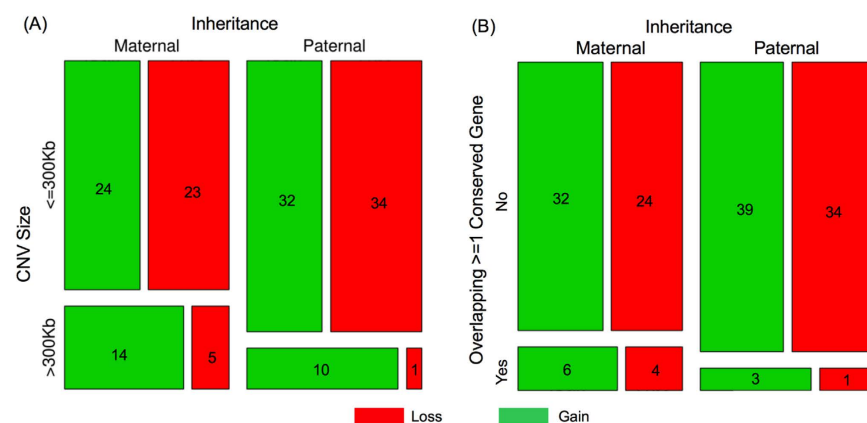 (A)
Inheritance
Maternal
Paternal
CNV Size
<=300Kb
>300Kb
24
23
32
34
14
5
10
1
(B)
Inheritance
Maternal
Paternal
Overlapping >=1 Conserved Gene
No
Yes
32
24
39
34
6
4
3
1
Loss
Gain